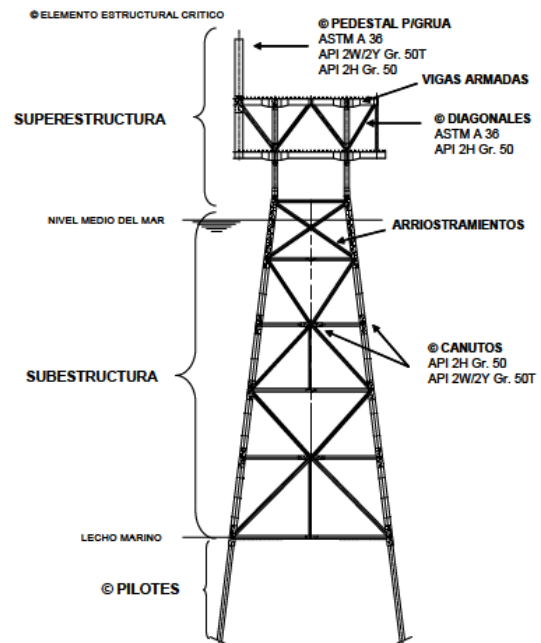 © ELEMENTO ESTRUCTURAL CRITICO
© PEDESTAL P/GRUA
ASTM A 36
API 2W/2Y Gr. 50T
API 2H Gr. 50
VIGAS ARMADAS
SUPERESTRUCTURA
© DIAGONALES
ASTM A 36
API 2H Gr. 50
NIVEL MEDIO DEL MAR
ARRIOSTRAMIENTOS
© CANUTOS
API 2H Gr. 50
API 2W/2Y Gr. 50T
SUBESTRUCTURA
LECHO MARINO
© PILOTES